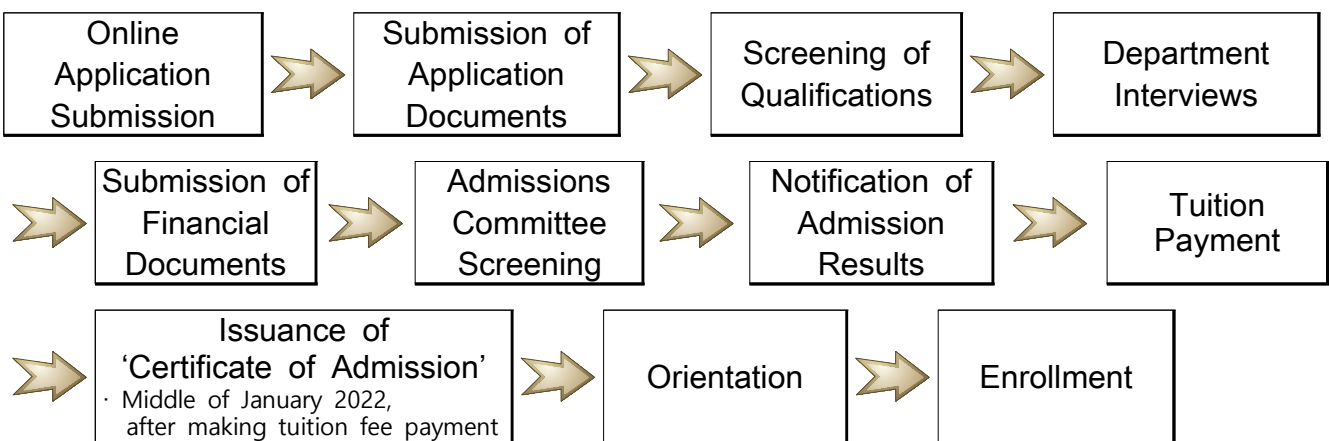 Online
Application
Submission
Submission of
Application
Documents
Screening of
Qualifications
Department
Interviews
Submission of
Financial
Documents
Admissions
Committee
Screening
Notification of
Admission
Results
Tuition
Payment
Issuance of
‘Certificate of Admission’
· Middle of January 2022,
after making tuition fee payment
Orientation
Enrollment